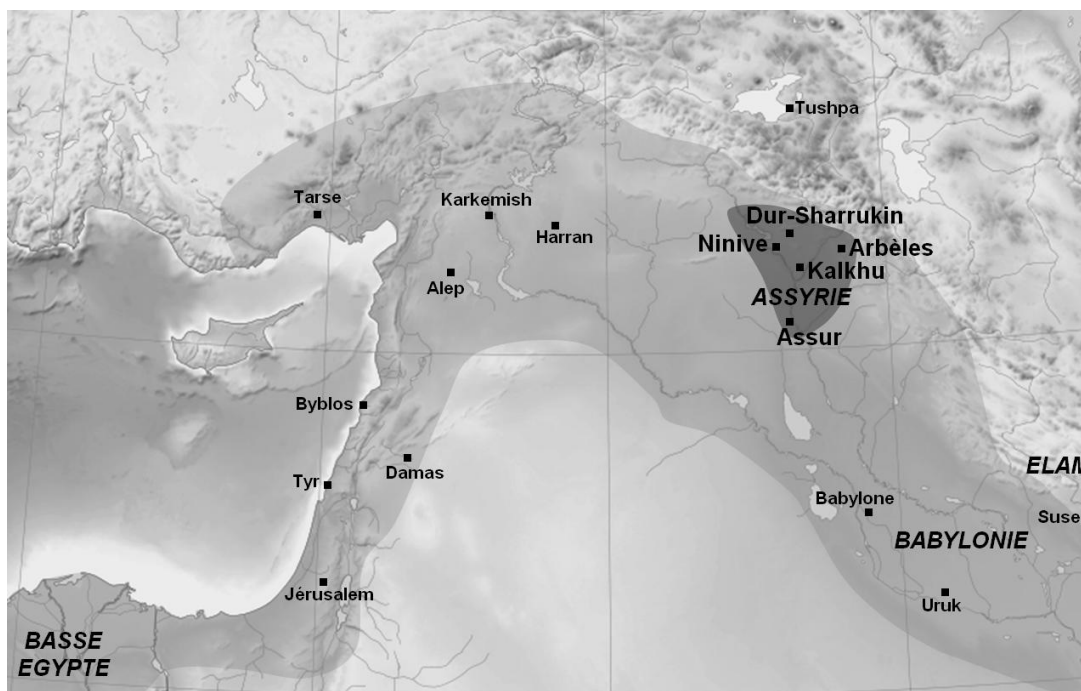 Tushpa
Tarse
Karkemish
Harran
Dur-Sharrukin
Ninive
Arbèles
Alep
Kalkhu
ASSYRIE
Assur
Byblos
Damas
ELAM
Tyr
Babylone
Suse
BABYLONIE
Jérusalem
Uruk
BASSE
EGYPTE